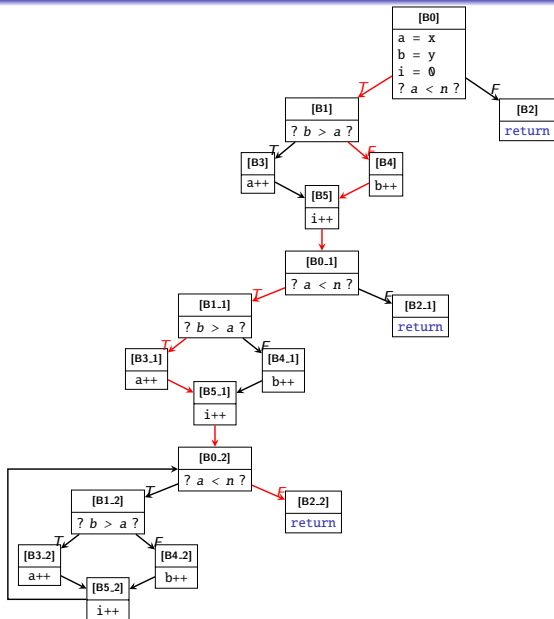 [B0]
a = x
b = y
i = 0
? a < n ?
T
F
[B2]
return
[B1]
? b > a ?
T
F
[B3]
a++
[B4]
b++
[B5]
i++
[B0_1]
? a < n ?
T
F
[B2_1]
return
[B1_1]
? b > a ?
T
F
[B3_1]
a++
[B4_1]
b++
[B5_1]
i++
[B0_2]
? a < n ?
T
F
[B2_2]
return
[B1_2]
? b > a ?
T
F
[B3_2]
a++
[B4_2]
b++
[B5_2]
i++